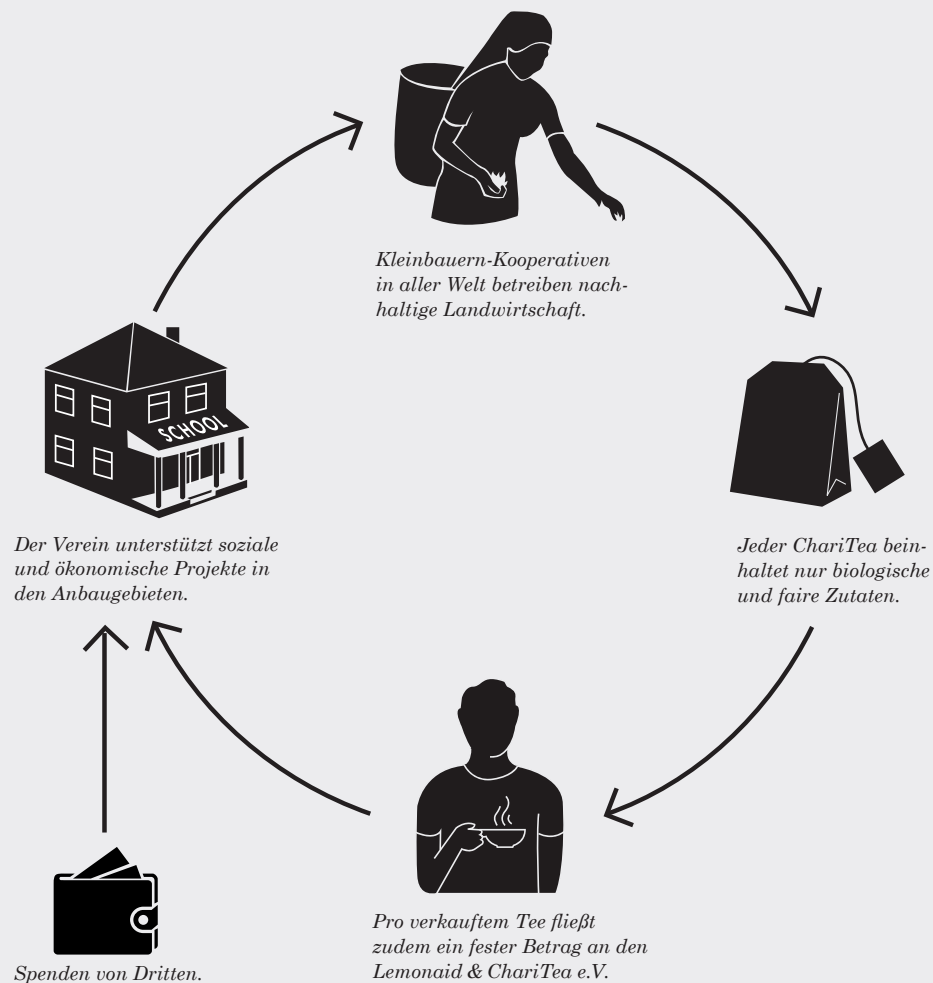 Kleinbauern-Kooperativen
in aller Welt betreiben nach-
haltige Landwirtschaft.
SCHOOL
Der Verein unterstützt soziale
und ökonomische Projekte in
den Anbaugebieten.
Jeder ChariTea bein-
haltet nur biologische
und faire Zutaten.
Pro verkauftem Tee fließt
zudem ein fester Betrag an den
Lemonaid & ChariTea e.V.
Spenden von Dritten.